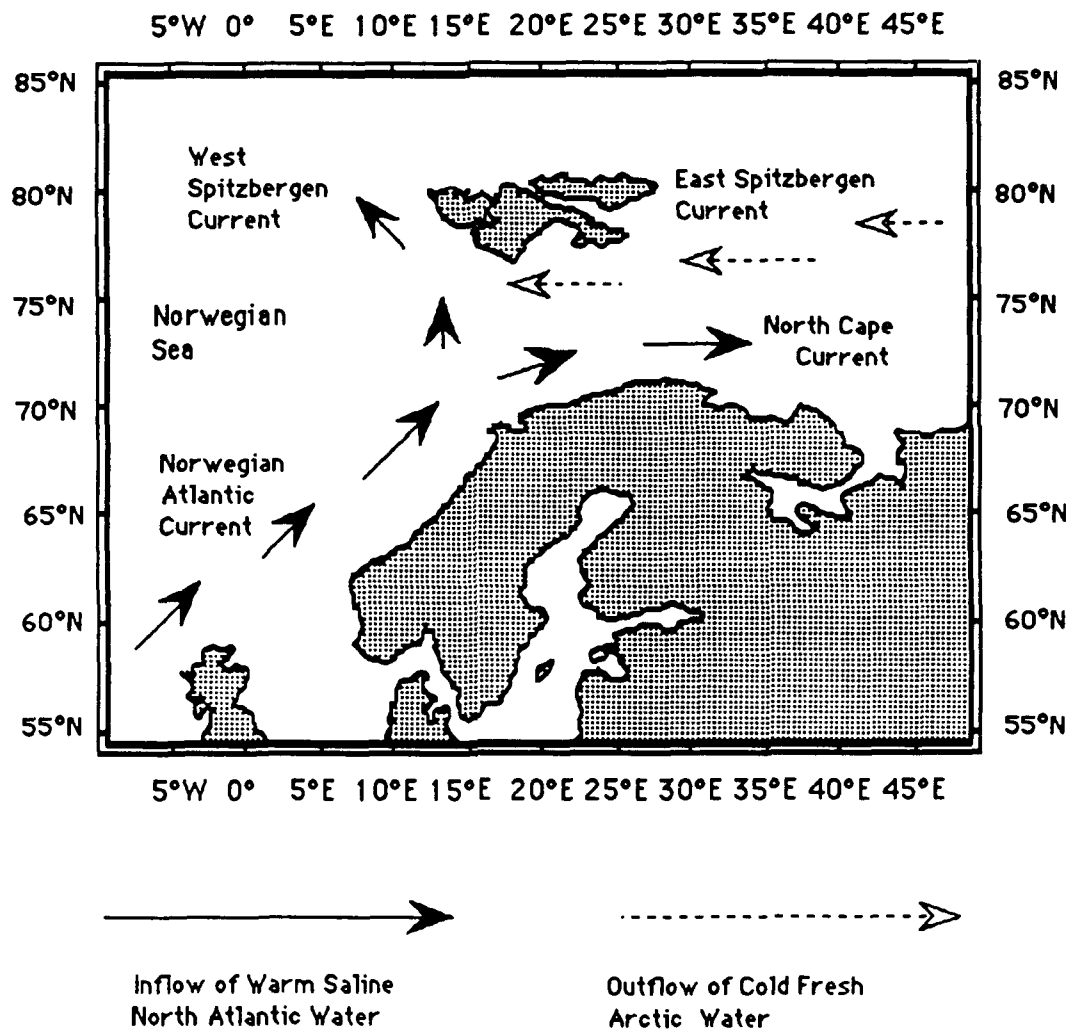 5°W 0° 5°E 10°E 15°E 20°E 25°E 30°E 35°E 40°E 45°E
85°N 85°N
West
Spitzbergen
Current
80°N 80°N
East Spitzbergen
Current
75°N 75°N
Norwegian
Sea
North Cape
Current
70°N 70°N
Norwegian
Atlantic
Current
65°N 65°N
60°N 60°N
55°N 55°N
5°W 0° 5°E 10°E 15°E 20°E 25°E 30°E 35°E 40°E 45°E
Inflow of Warm Saline
North Atlantic Water
Outflow of Cold Fresh
Arctic Water